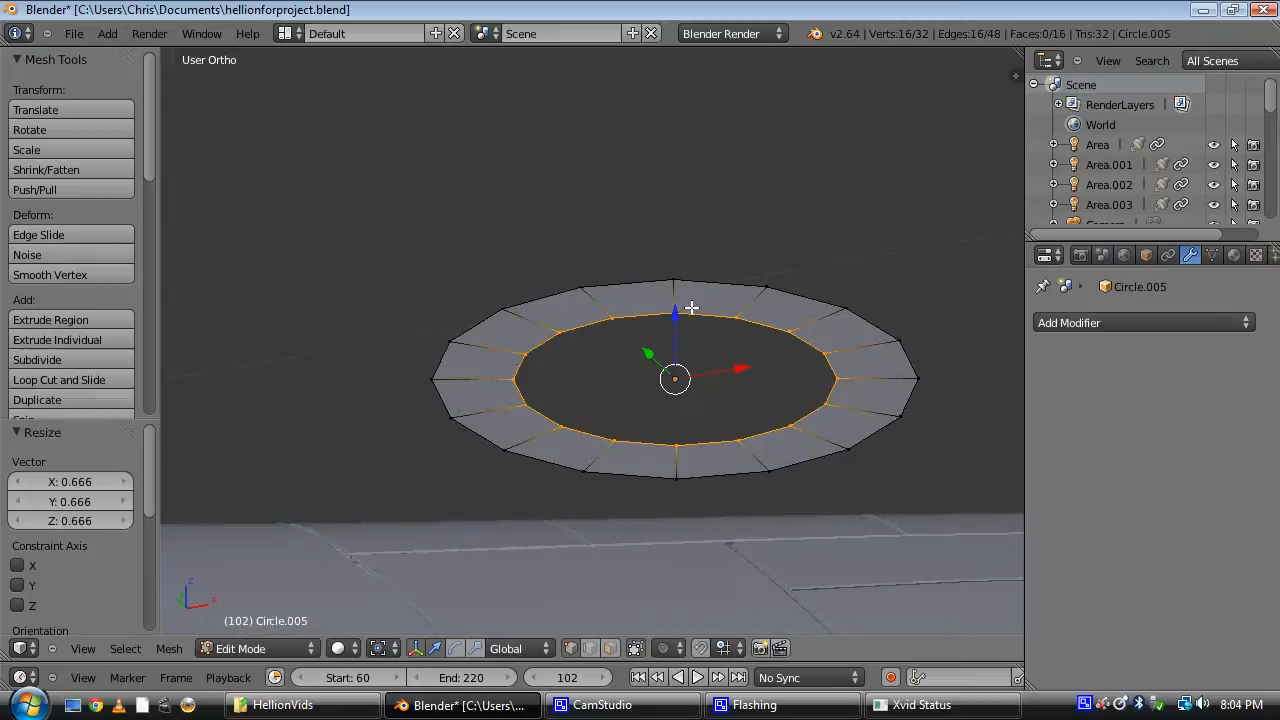 Blender* [C:\Users\Chris\Documents\hellionforproject.blend]
File Add Render Window Help Default Scene Blender Render v2.64 | Verts:16/32 | Edges:16/48 | Faces:0/16 | Tris:32 | Circle.005
Mesh Tools
Transform:
Translate
Rotate
Scale
Shrink/Fatten
Push/Pull
Deform:
Edge Slide
Noise
Smooth Vertex
Add:
Extrude Region
Extrude Individual
Subdivide
Loop Cut and Slide
Duplicate
Resize
Vector
X: 0.666
Y: 0.666
Z: 0.666
Constraint Axis
X
Y
Z
Orientation
User Ortho
z
x
(102) Circle.005
View Select Mesh Edit Mode Global
View Marker Frame Playback Start: 60 End: 220 102 No Sync
View Search All Scenes
Scene
RenderLayers
World
Area
Area.001
Area.002
Area.003
Circle.005
Add Modifier
HellionVids Blender* [C:\Users\C... CamStudio Flashing Xvid Status 8:04 PM